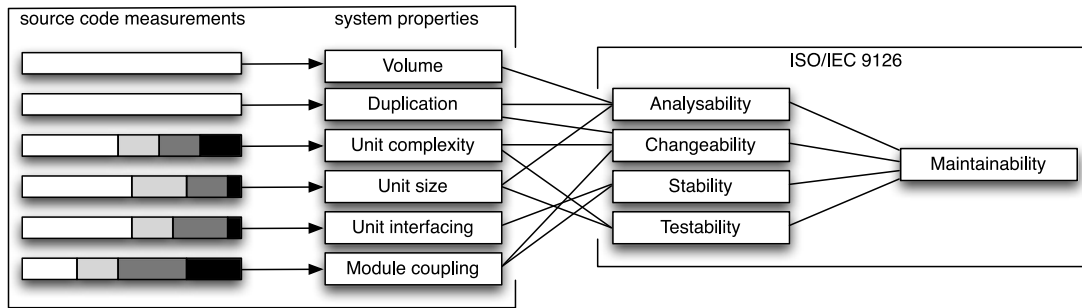 source code measurements
system properties
ISO/IEC 9126
Volume
Duplication
Unit complexity
Unit size
Unit interfacing
Module coupling
Analysability
Changeability
Stability
Testability
Maintainability